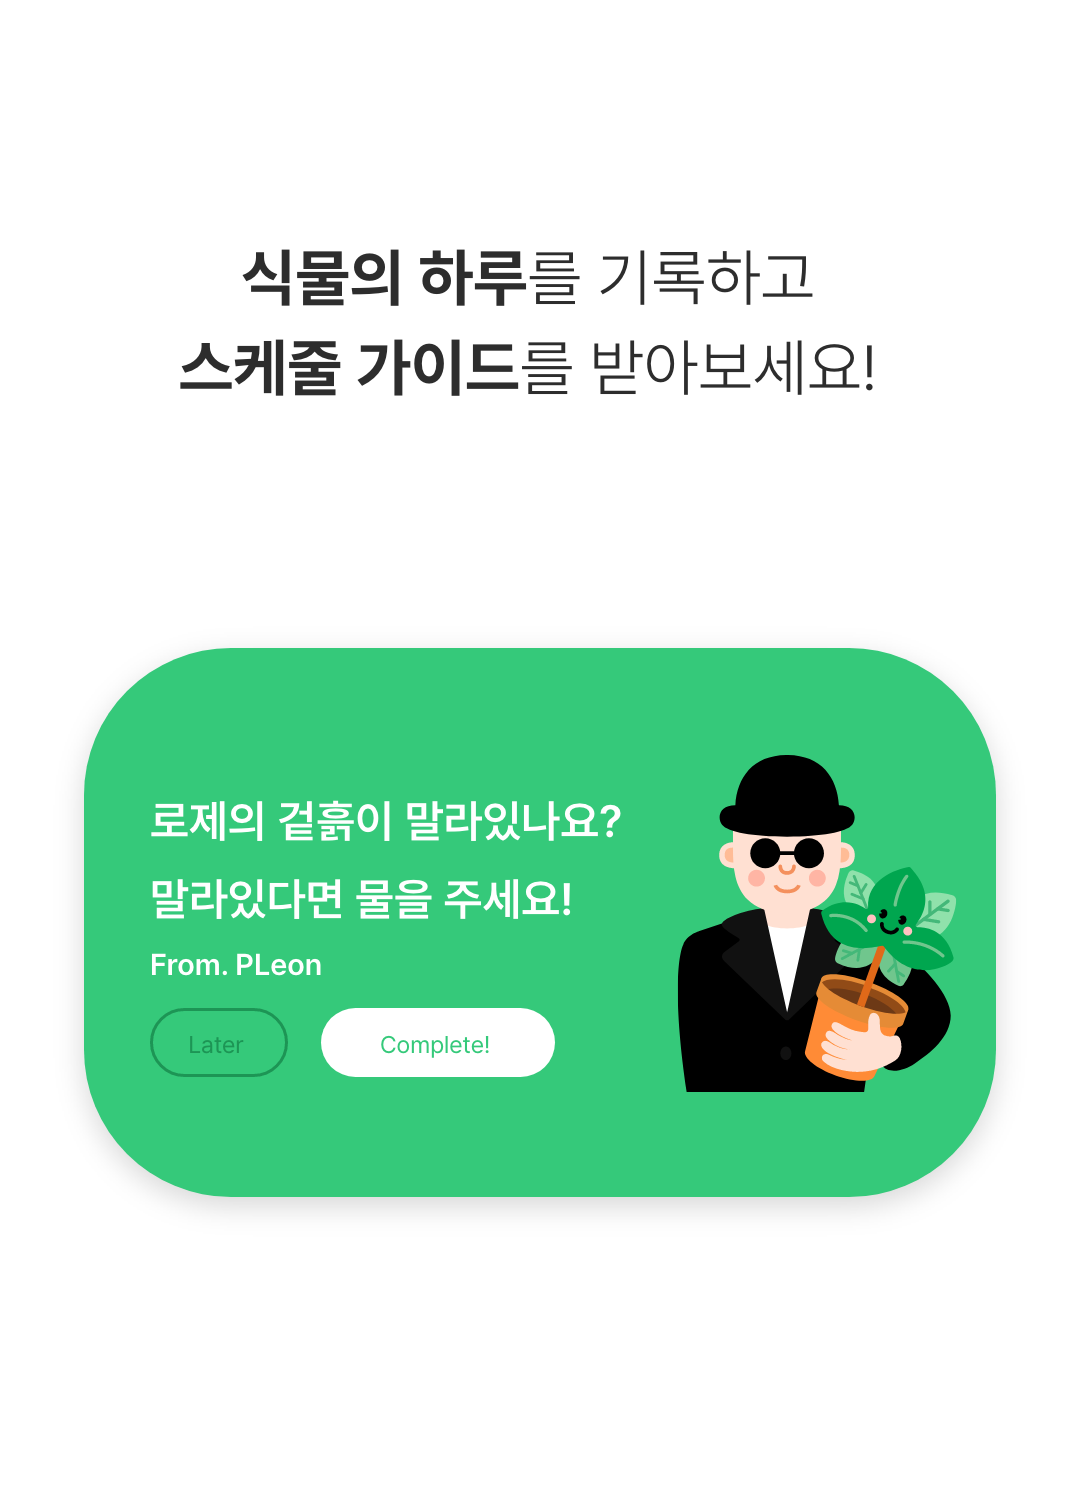 식물의 하루를 기록하고
스케줄 가이드를 받아보세요!
로제의 겉흙이 말라있나요?
말라있다면 물을 주세요!
From. PLeon
Later
Complete!